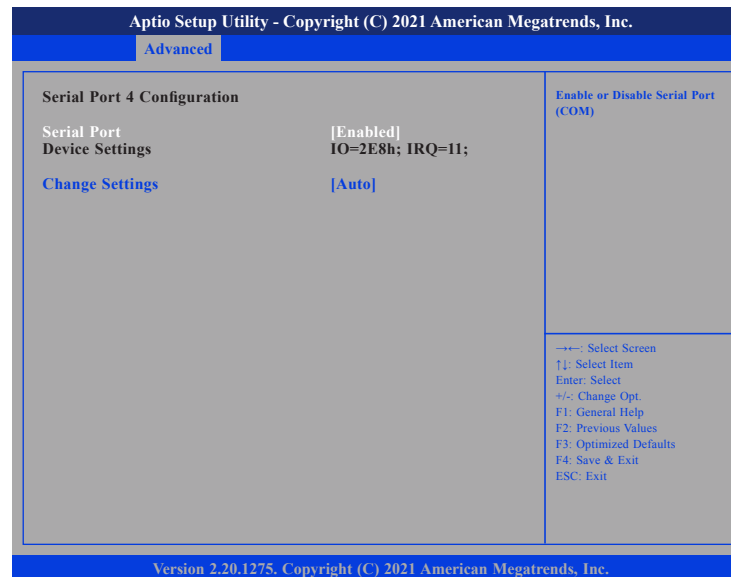 Aptio Setup Utility - Copyright (C) 2021 American Megatrends, Inc.
Advanced
Serial Port 4 Configuration
Serial Port [Enabled]
Device Settings IO=2E8h; IRQ=11;
Change Settings [Auto]
Enable or Disable Serial Port
(COM)
→←: Select Screen
↑↓: Select Item
Enter: Select
+/-: Change Opt.
F1: General Help
F2: Previous Values
F3: Optimized Defaults
F4: Save & Exit
ESC: Exit
Version 2.20.1275. Copyright (C) 2021 American Megatrends, Inc.